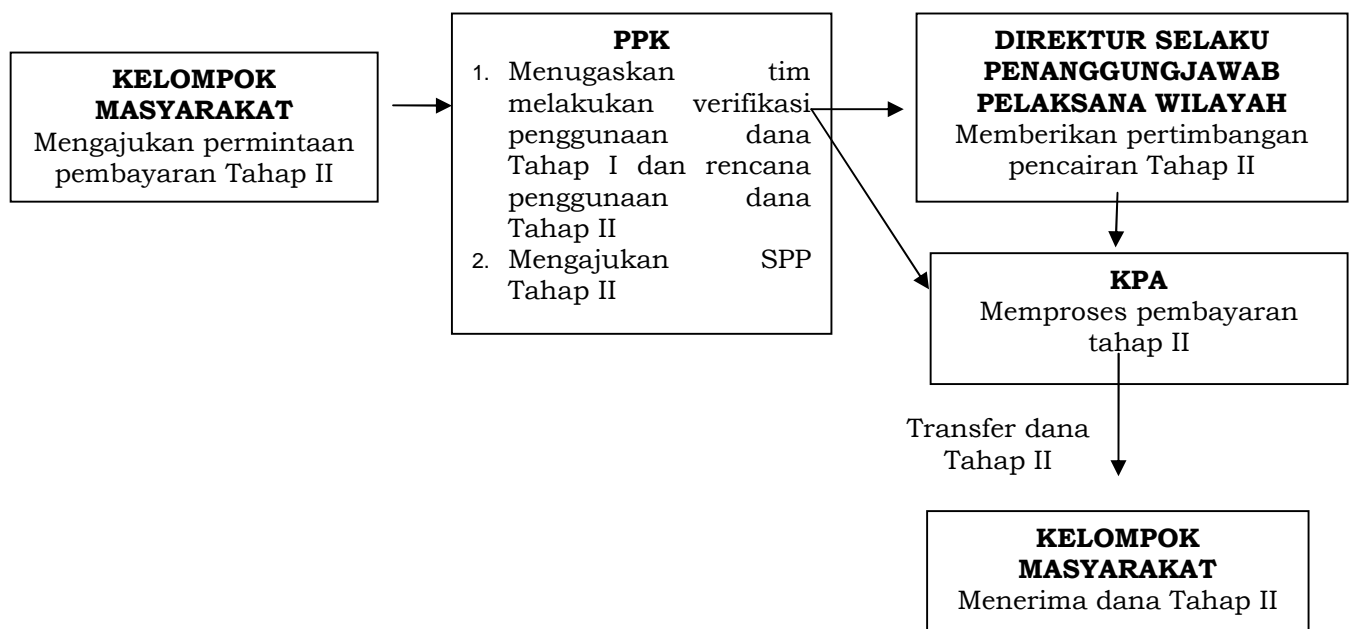 KELOMPOK
MASYARAKAT
Mengajukan permintaan
pembayaran Tahap II
PPK
1. Menugaskan tim
melakukan verifikasi
penggunaan dana
Tahap I dan rencana
penggunaan dana
Tahap II
2. Mengajukan SPP
Tahap II
DIREKTUR SELAKU
PENANGGUNGJAWAB
PELAKSANA WILAYAH
Memberikan pertimbangan
pencairan Tahap II
KPA
Memproses pembayaran
tahap II
Transfer dana
Tahap II
KELOMPOK
MASYARAKAT
Menerima dana Tahap II